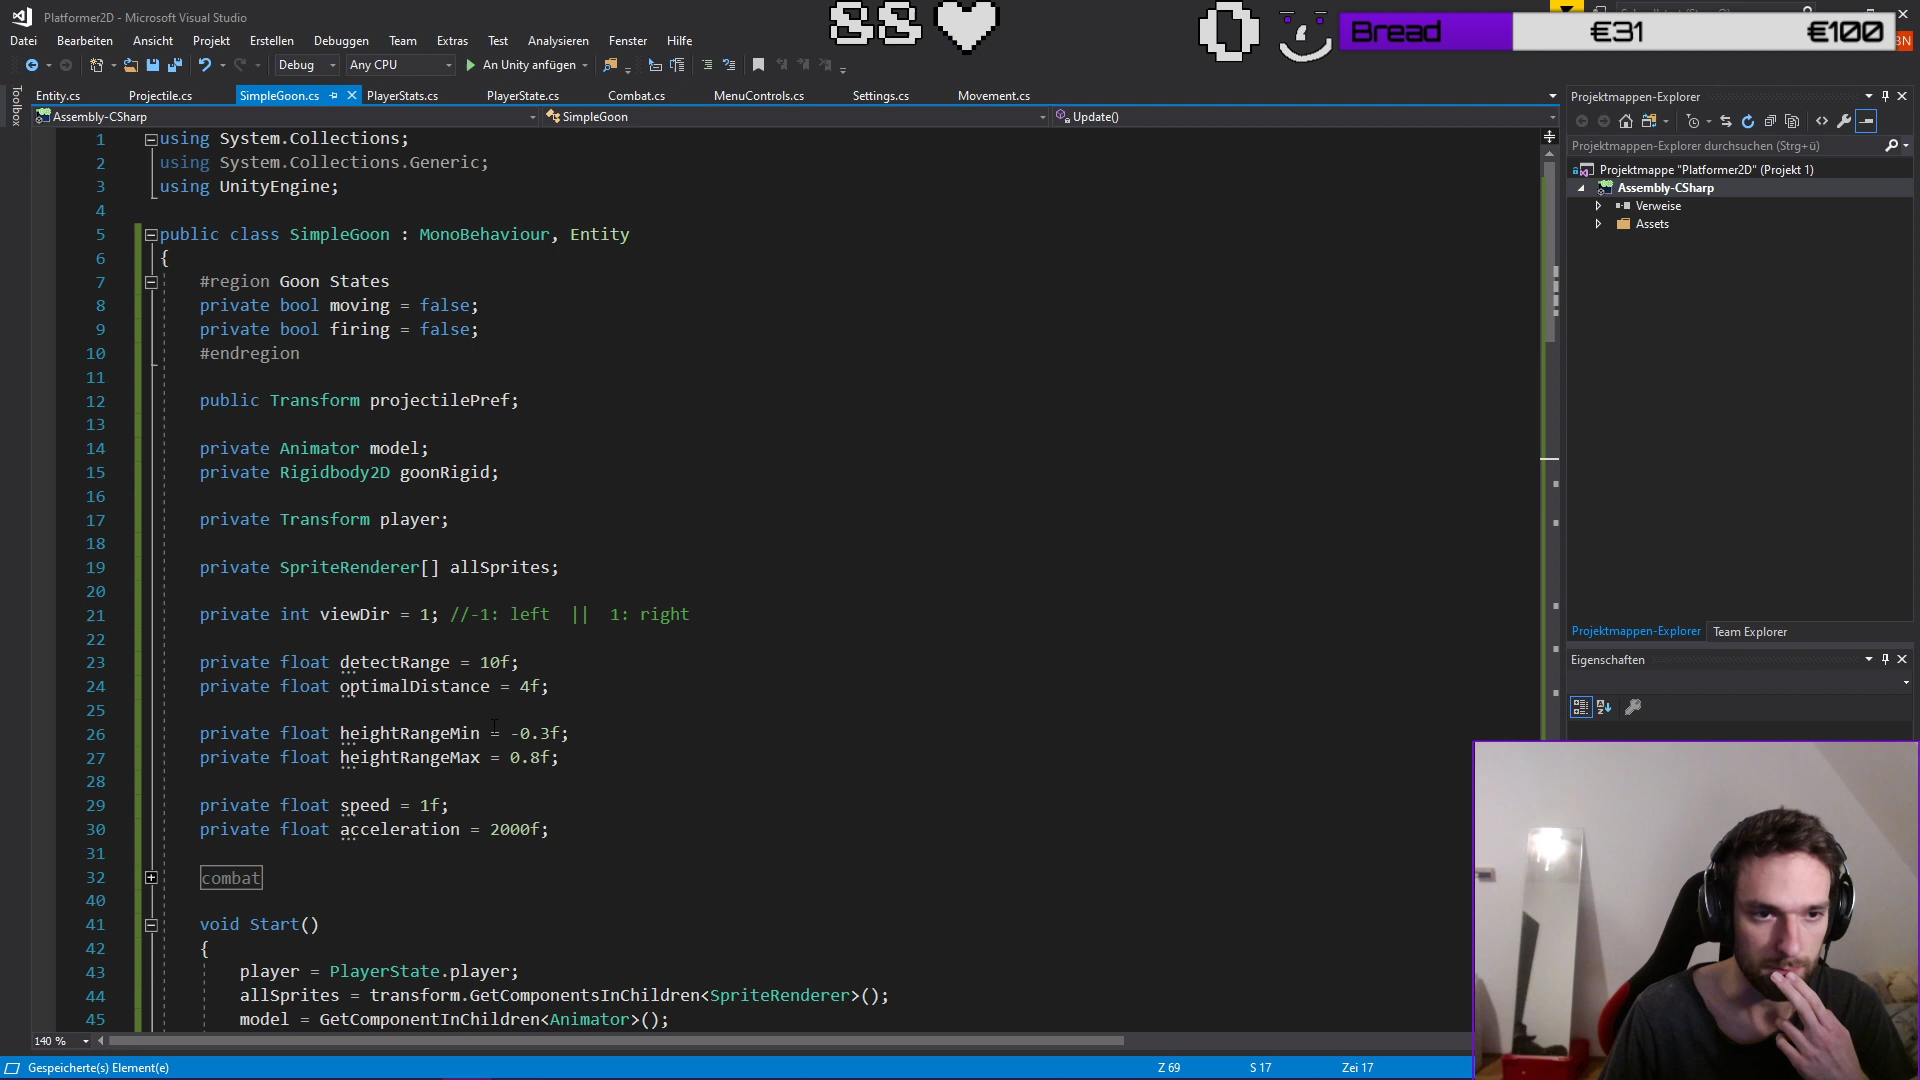 Platformer2D - Microsoft Visual Studio
SS
0
Bread
€31
€100
Datei Bearbeiten Ansicht Projekt Erstellen Debuggen Team Extras Test Analysieren Fenster Hilfe
Debug Any CPU An Unity anfügen
Toolbox
Entity.cs Projectile.cs SimpleGoon.cs PlayerStats.cs PlayerState.cs Combat.cs MenuControls.cs Settings.cs Movement.cs
Assembly-CSharp SimpleGoon Update()
1 using System.Collections;
2 using System.Collections.Generic;
3 using UnityEngine;
4
5 public class SimpleGoon : MonoBehaviour, Entity
6 {
7 #region Goon States
8 private bool moving = false;
9 private bool firing = false;
10 #endregion
11
12 public Transform projectilePref;
13
14 private Animator model;
15 private Rigidbody2D goonRigid;
16
17 private Transform player;
18
19 private SpriteRenderer[] allSprites;
20
21 private int viewDir = 1; //-1: left || 1: right
22
23 private float detectRange = 10f;
24 private float optimalDistance = 4f;
25
26 private float heightRangeMin = -0.3f;
27 private float heightRangeMax = 0.8f;
28
29 private float speed = 1f;
30 private float acceleration = 2000f;
31
32 combat
40
41 void Start()
42 {
43 player = PlayerState.player;
44 allSprites = transform.GetComponentsInChildren<SpriteRenderer>();
45 model = GetComponentInChildren<Animator>();
140 %
Projektmappen-Explorer
Projektmappen-Explorer durchsuchen (Strg+ü)
Projektmappe "Platformer2D" (Projekt 1)
Assembly-CSharp
Verweise
Assets
Projektmappen-Explorer Team Explorer
Eigenschaften
Gespeicherte(s) Element(e) Z 69 S 17 Zei 17